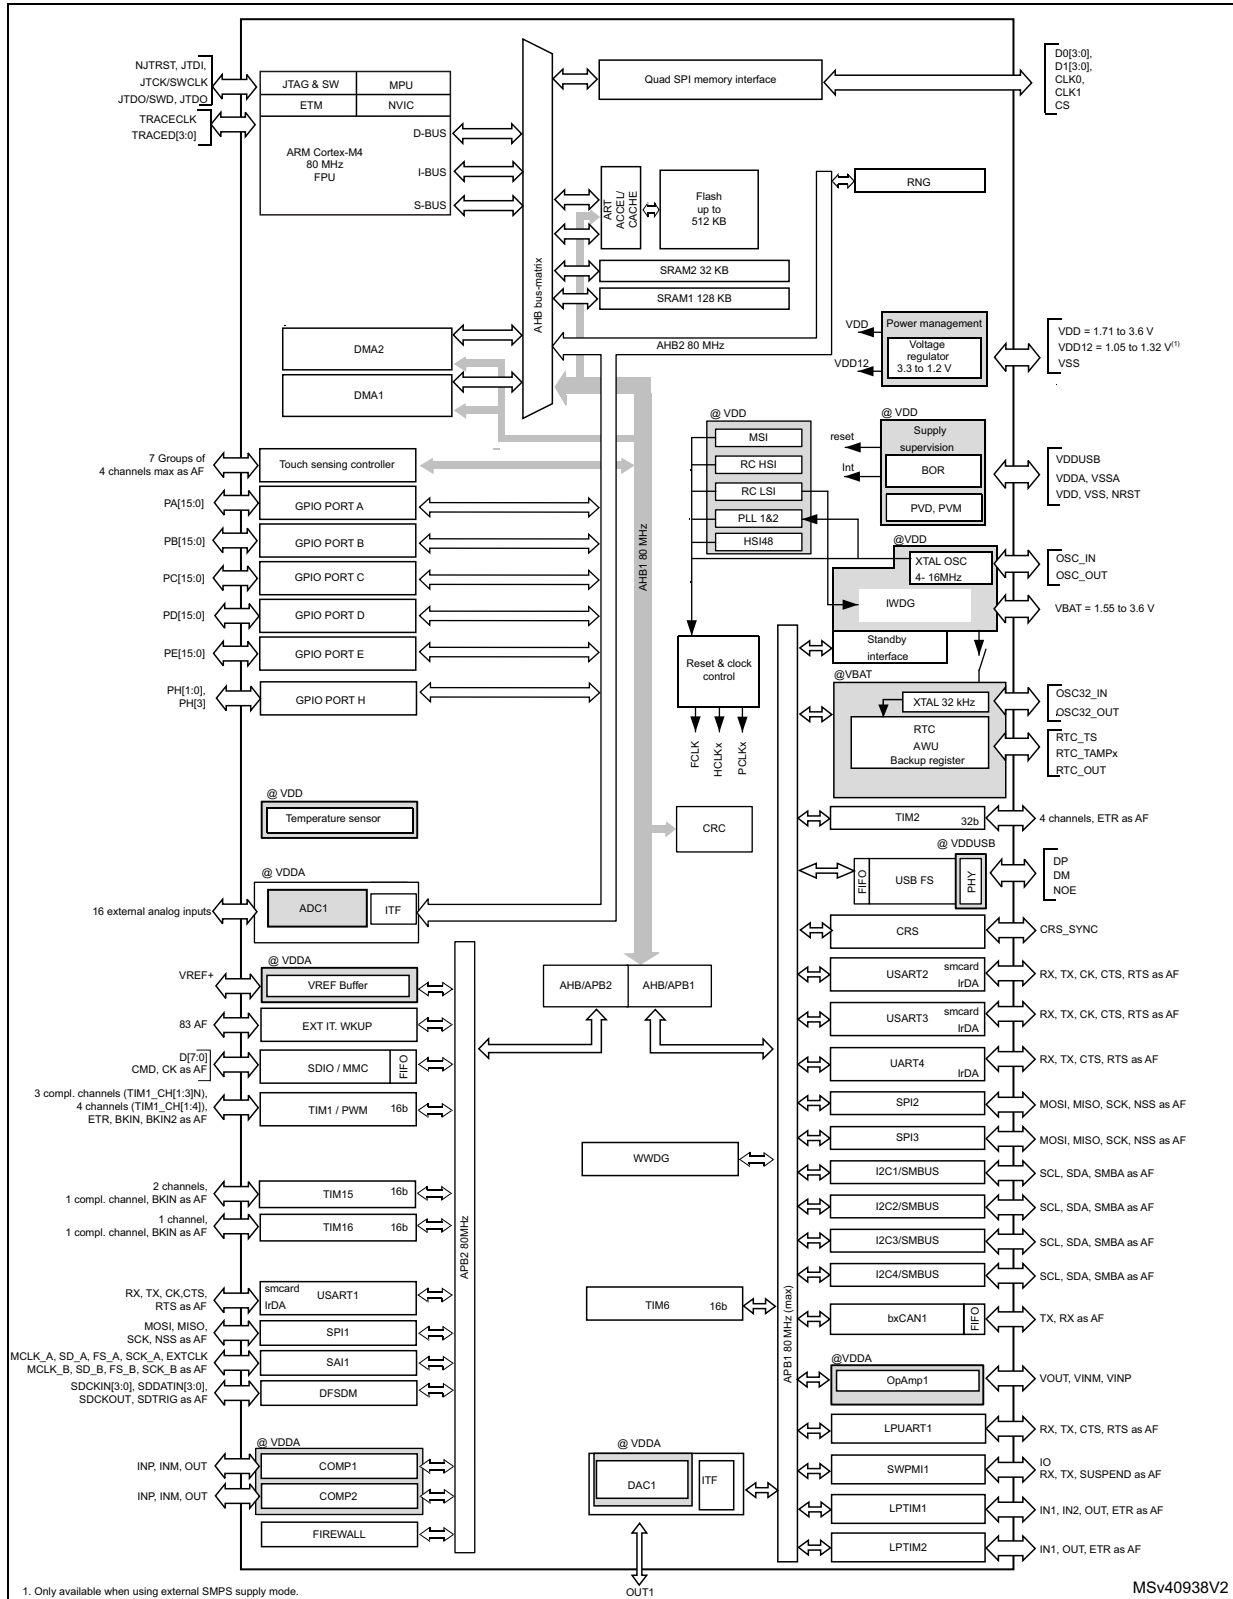 NJTRST, JTDI,
JTCK/SWCLK
JTDO/SWD, JTDO
TRACECLK
TRACED[3:0]
JTAG & SW
MPU
ETM
NVIC
ARM Cortex-M4
80 MHz
FPU
D-BUS
I-BUS
S-BUS
AHB bus-matrix
Quad SPI memory interface
D0[3:0],
D1[3:0],
CLK0,
CLK1
CS
ART
ACCEL/
CACHE
Flash
up to
512 KB
RNG
SRAM2 32 KB
SRAM1 128 KB
AHB2 80 MHz
DMA2
DMA1
VDD
VDD12
Power management
Voltage
regulator
3.3 to 1.2 V
VDD = 1.71 to 3.6 V
VDD12 = 1.05 to 1.32 V(1)
VSS
@ VDD
MSI
RC HSI
RC LSI
PLL 1&2
HSI48
@ VDD
reset
Int
Supply
supervision
BOR
PVD, PVM
VDDUSB
VDDA, VSSA
VDD, VSS, NRST
7 Groups of
4 channels max as AF
Touch sensing controller
PA[15:0]
GPIO PORT A
PB[15:0]
GPIO PORT B
PC[15:0]
GPIO PORT C
PD[15:0]
GPIO PORT D
PE[15:0]
GPIO PORT E
PH[1:0],
PH[3]
GPIO PORT H
AHB1 80 MHz
@VDD
XTAL OSC
4- 16MHz
IWDG
OSC_IN
OSC_OUT
VBAT = 1.55 to 3.6 V
Standby
interface
Reset & clock
control
FCLK
HCLKx
PCLKx
@VBAT
XTAL 32 kHz
RTC
AWU
Backup register
OSC32_IN
OSC32_OUT
RTC_TS
RTC_TAMPx
RTC_OUT
@ VDD
Temperature sensor
CRC
TIM2
32b
4 channels, ETR as AF
@ VDDUSB
FIFO
USB FS
PHY
DP
DM
NOE
@ VDDA
16 external analog inputs
ADC1
ITF
CRS
CRS_SYNC
@ VDDA
VREF+
VREF Buffer
AHB/APB2
AHB/APB1
USART2
smcard
IrDA
RX, TX, CK, CTS, RTS as AF
83 AF
EXT IT. WKUP
USART3
smcard
IrDA
RX, TX, CK, CTS, RTS as AF
D[7:0]
CMD, CK as AF
SDIO / MMC
FIFO
UART4
IrDA
RX, TX, CTS, RTS as AF
3 compl. channels (TIM1_CH[1:3]N),
4 channels (TIM1_CH[1:4]),
ETR, BKIN, BKIN2 as AF
TIM1 / PWM
16b
SPI2
MOSI, MISO, SCK, NSS as AF
SPI3
MOSI, MISO, SCK, NSS as AF
WWDG
I2C1/SMBUS
SCL, SDA, SMBA as AF
2 channels,
1 compl. channel, BKIN as AF
TIM15
16b
I2C2/SMBUS
SCL, SDA, SMBA as AF
1 channel,
1 compl. channel, BKIN as AF
TIM16
16b
I2C3/SMBUS
SCL, SDA, SMBA as AF
APB2 80MHz
I2C4/SMBUS
SCL, SDA, SMBA as AF
RX, TX, CK,CTS,
RTS as AF
smcard
IrDA
USART1
TIM6
16b
APB1 80 MHz (max)
bxCAN1
FIFO
TX, RX as AF
MOSI, MISO,
SCK, NSS as AF
SPI1
MCLK_A, SD_A, FS_A, SCK_A, EXTCLK
MCLK_B, SD_B, FS_B, SCK_B as AF
SAI1
@VDDA
OpAmp1
VOUT, VINM, VINP
SDCKIN[3:0], SDDATIN[3:0],
SDCKOUT, SDTRIG as AF
DFSDM
LPUART1
RX, TX, CTS, RTS as AF
@ VDDA
INP, INM, OUT
COMP1
INP, INM, OUT
COMP2
@ VDDA
DAC1
ITF
SWPMI1
IO
RX, TX, SUSPEND as AF
LPTIM1
IN1, IN2, OUT, ETR as AF
FIREWALL
LPTIM2
IN1, OUT, ETR as AF
OUT1
1. Only available when using external SMPS supply mode.
MSv40938V2